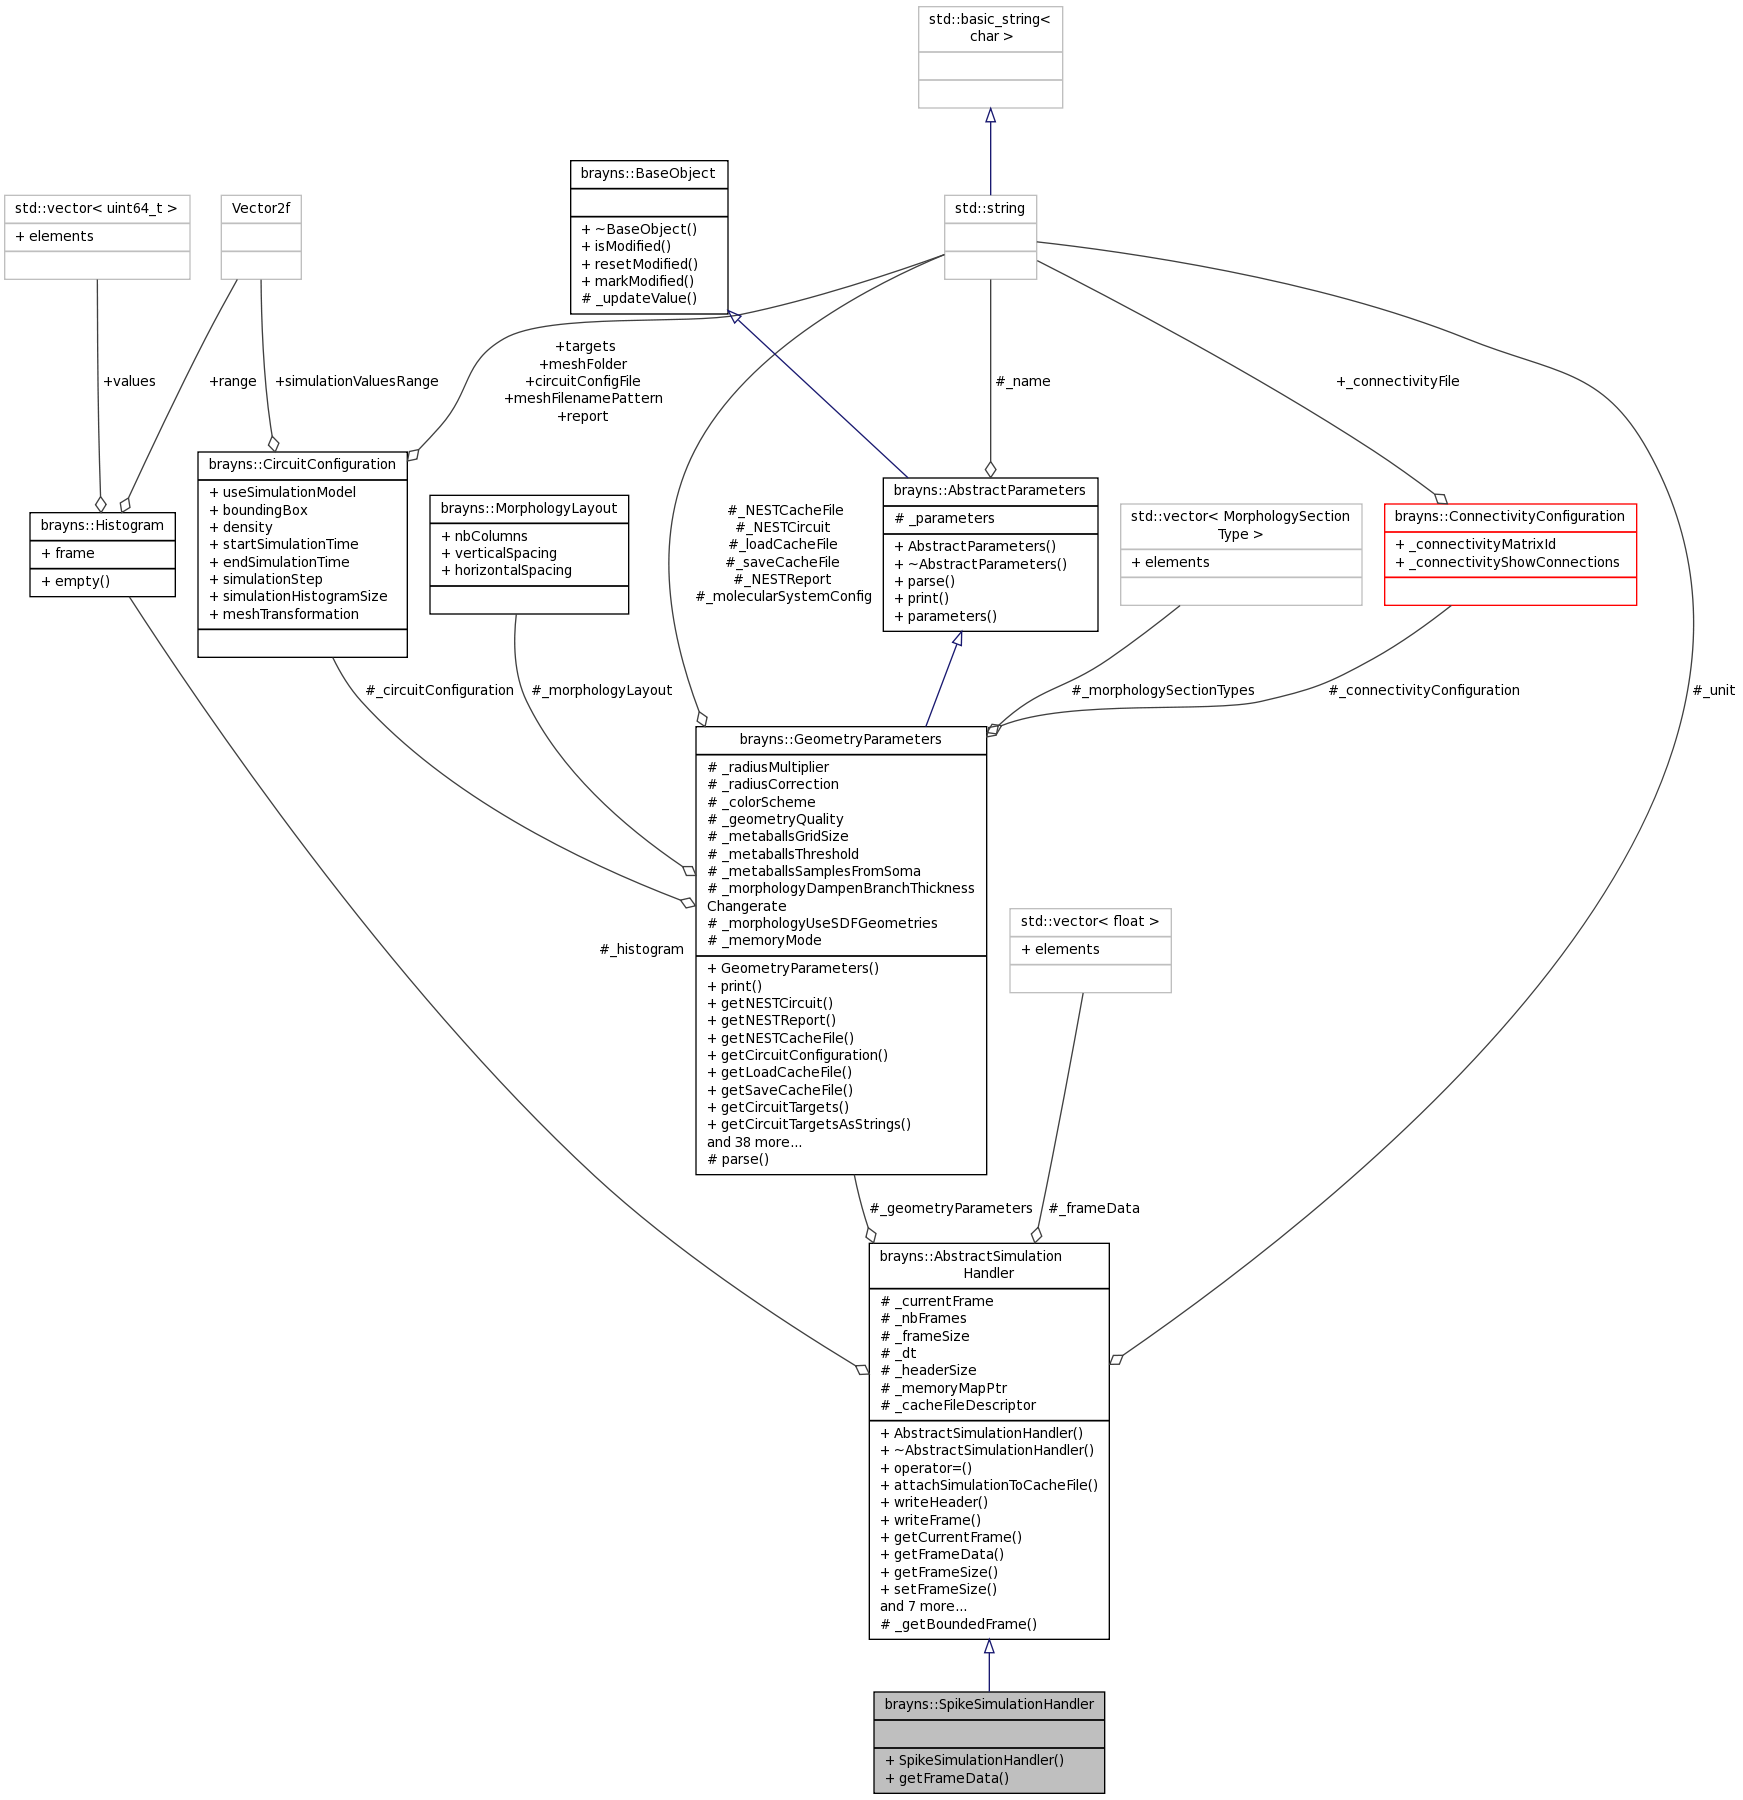 std::basic_string<
char >
std::vector< uint64_t >
+ elements
Vector2f
brayns::BaseObject
+ ~BaseObject()
+ isModified()
+ resetModified()
+ markModified()
# _updateValue()
std::string
+values
+range
+simulationValuesRange
+targets
+meshFolder
+circuitConfigFile
+meshFilenamePattern
+report
#_name
+_connectivityFile
brayns::Histogram
+ frame
+ empty()
brayns::CircuitConfiguration
+ useSimulationModel
+ boundingBox
+ density
+ startSimulationTime
+ endSimulationTime
+ simulationStep
+ simulationHistogramSize
+ meshTransformation
brayns::MorphologyLayout
+ nbColumns
+ verticalSpacing
+ horizontalSpacing
#_NESTCacheFile
#_NESTCircuit
#_loadCacheFile
#_saveCacheFile
#_NESTReport
#_molecularSystemConfig
brayns::AbstractParameters
# _parameters
+ AbstractParameters()
+ ~AbstractParameters()
+ parse()
+ print()
+ parameters()
std::vector< MorphologySection
Type >
+ elements
brayns::ConnectivityConfiguration
+ _connectivityMatrixId
+ _connectivityShowConnections
#_circuitConfiguration
#_morphologyLayout
#_morphologySectionTypes
#_connectivityConfiguration
#_unit
brayns::GeometryParameters
# _radiusMultiplier
# _radiusCorrection
# _colorScheme
# _geometryQuality
# _metaballsGridSize
# _metaballsThreshold
# _metaballsSamplesFromSoma
# _morphologyDampenBranchThickness
Changerate
# _morphologyUseSDFGeometries
# _memoryMode
+ GeometryParameters()
+ print()
+ getNESTCircuit()
+ getNESTReport()
+ getNESTCacheFile()
+ getCircuitConfiguration()
+ getLoadCacheFile()
+ getSaveCacheFile()
+ getCircuitTargets()
+ getCircuitTargetsAsStrings()
and 38 more...
# parse()
#_histogram
std::vector< float >
+ elements
#_geometryParameters
#_frameData
brayns::AbstractSimulation
Handler
# _currentFrame
# _nbFrames
# _frameSize
# _dt
# _headerSize
# _memoryMapPtr
# _cacheFileDescriptor
+ AbstractSimulationHandler()
+ ~AbstractSimulationHandler()
+ operator=()
+ attachSimulationToCacheFile()
+ writeHeader()
+ writeFrame()
+ getCurrentFrame()
+ getFrameData()
+ getFrameSize()
+ setFrameSize()
and 7 more...
# _getBoundedFrame()
brayns::SpikeSimulationHandler
+ SpikeSimulationHandler()
+ getFrameData()